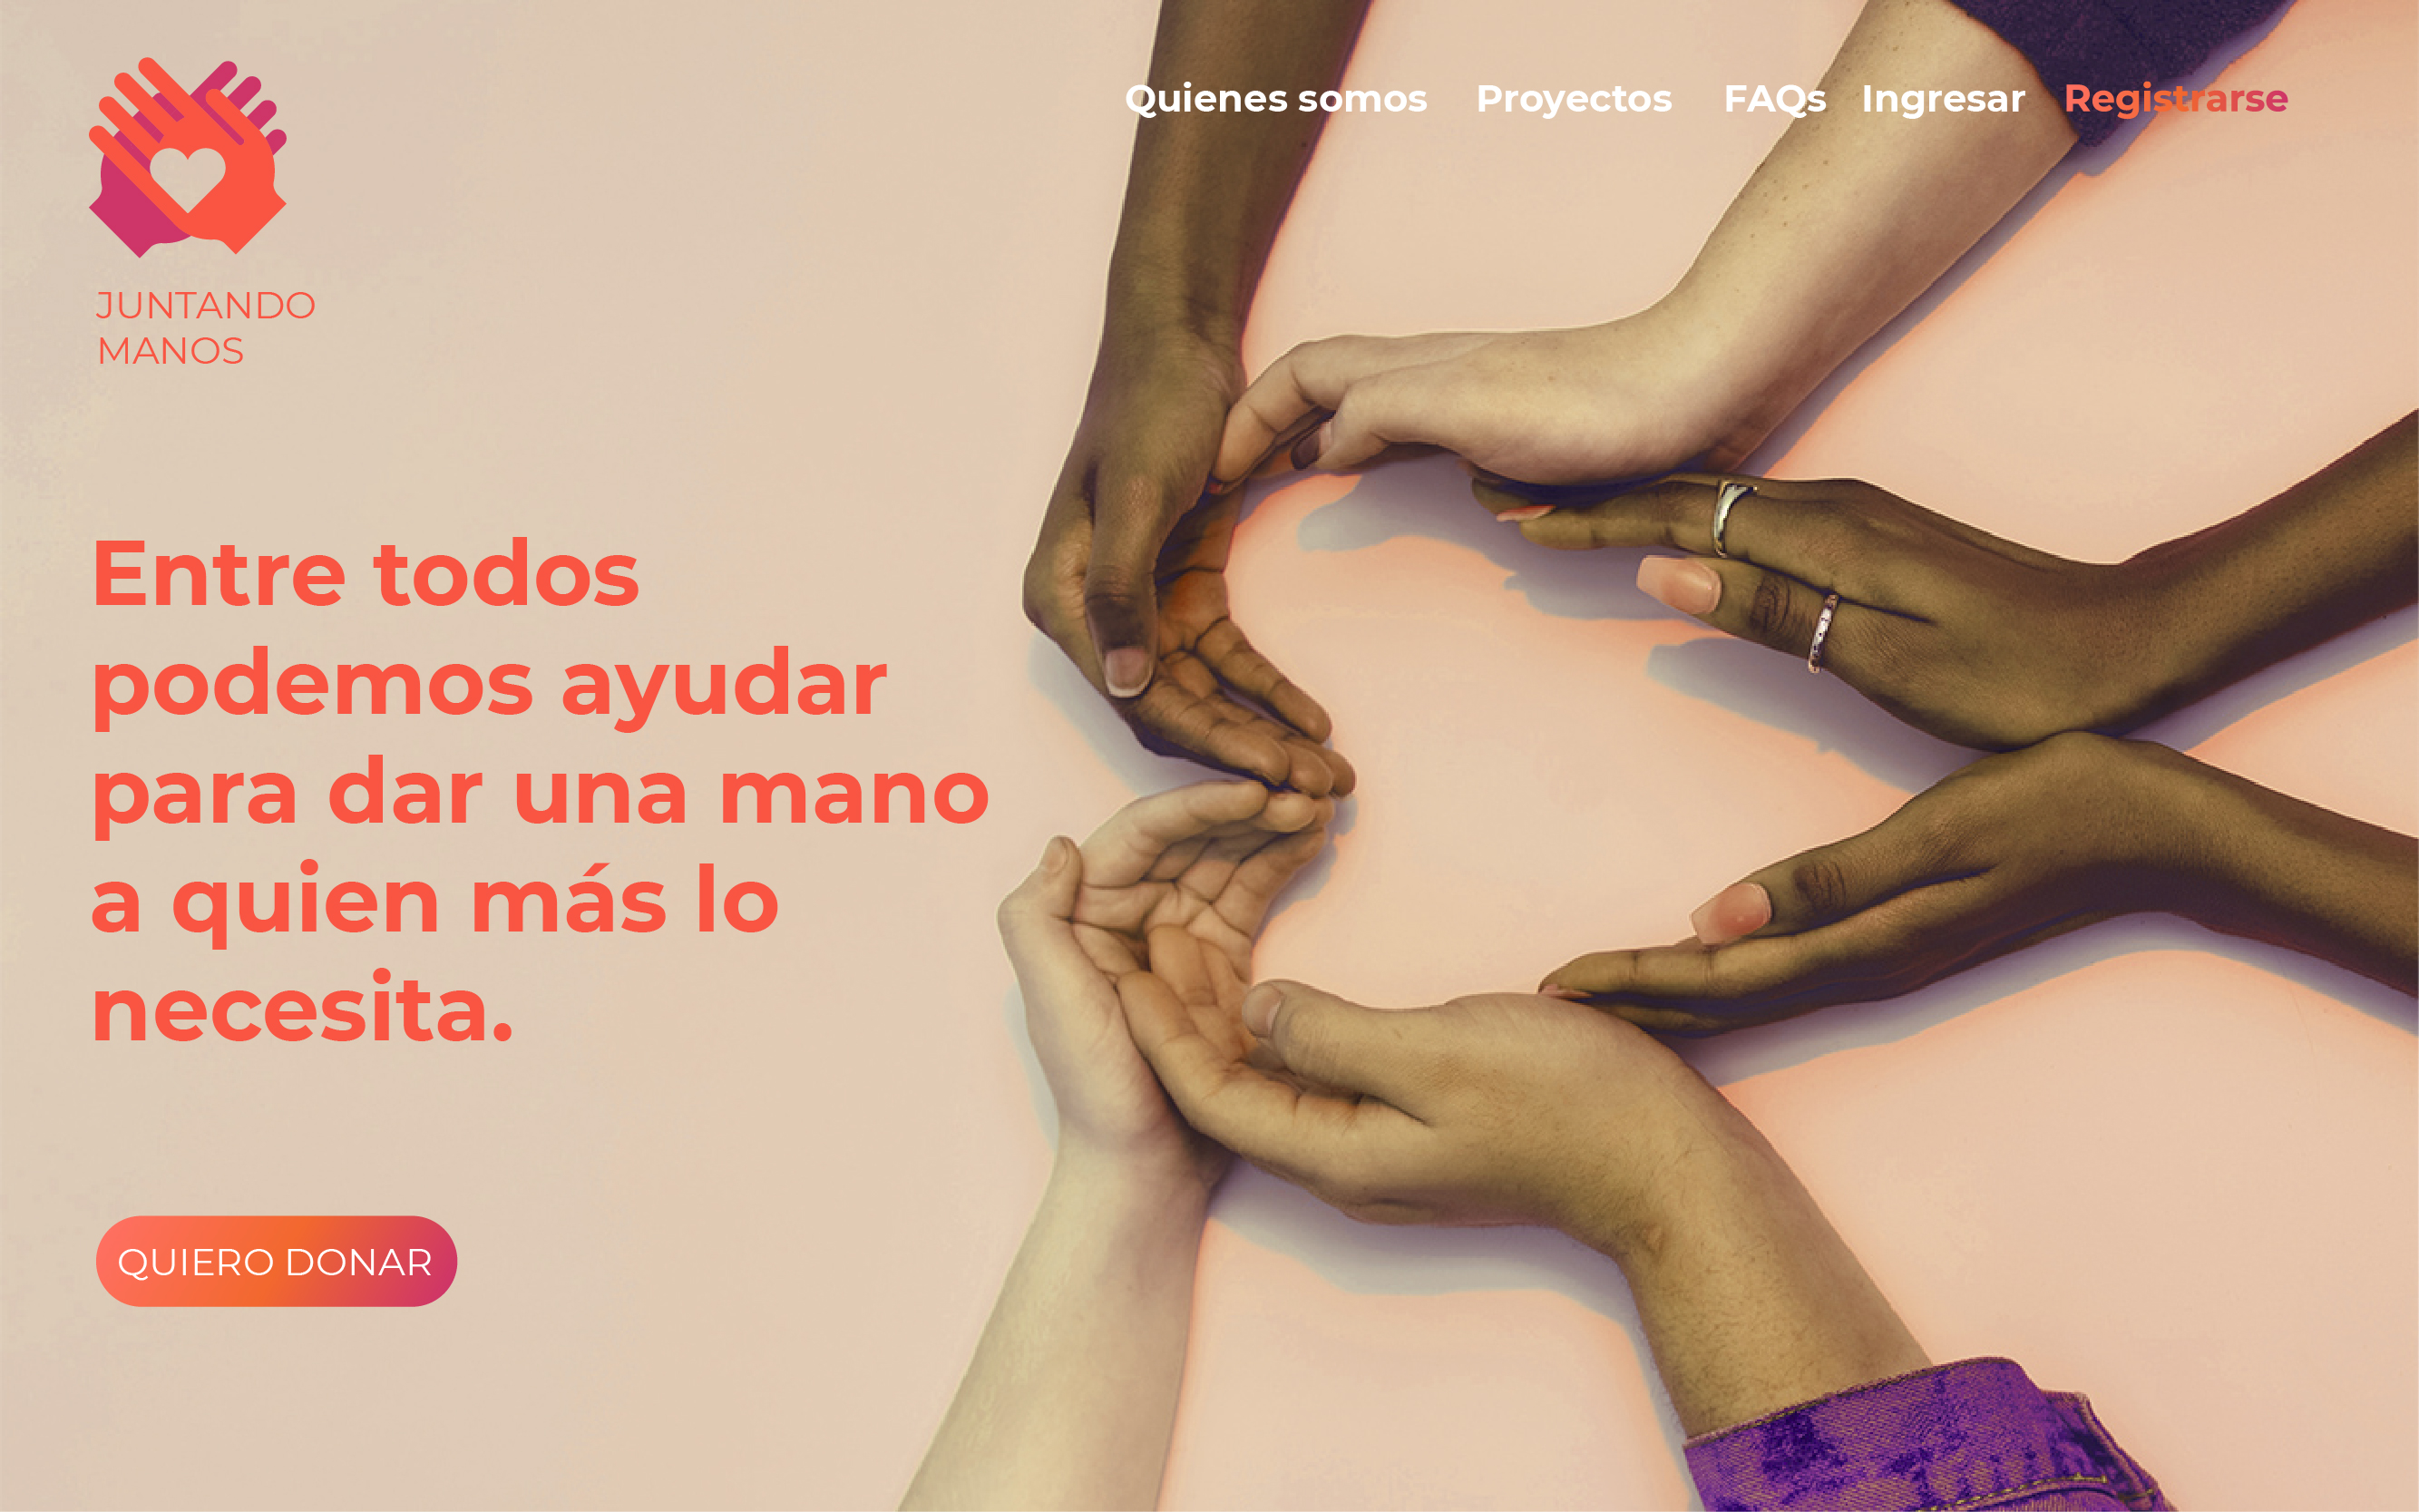 Quienes somos Proyectos FAQs Ingresar Registrarse
JUNTANDO
MANOS
Entre todos
podemos ayudar
para dar una mano
a quien más lo
necesita.
QUIERO DONAR